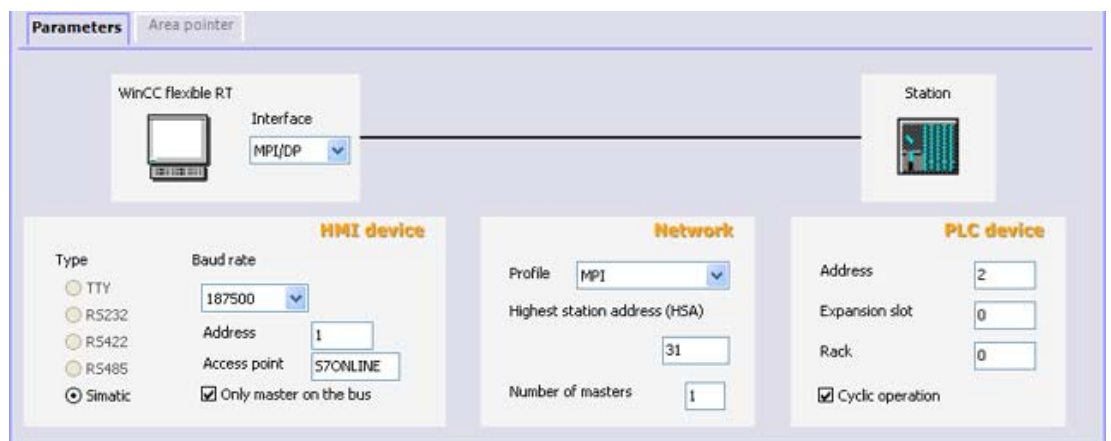 Parameters
Area pointer
WinCC flexible RT
Interface
MPI/DP
Station
HMI device
Type
TTY
RS232
RS422
RS485
Simatic
Baud rate
187500
Address
1
Access point
S7ONLINE
Only master on the bus
Network
Profile
MPI
Highest station address (HSA)
31
Number of masters
1
PLC device
Address
2
Expansion slot
0
Rack
0
Cyclic operation